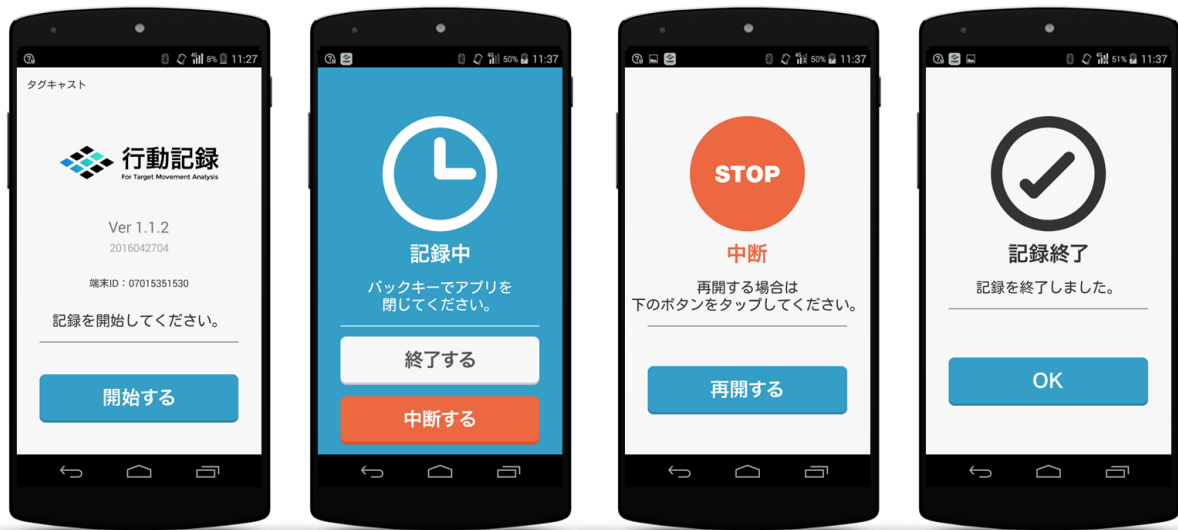 8% 11:27
タグキャスト
行動記録
For Target Movement Analysis
Ver 1.1.2
2016042704
端末ID：07015351530
記録を開始してください。
開始する
4G 50% 11:37
記録中
バックキーでアプリを
閉じてください。
終了する
中断する
4G 50% 11:37
STOP
中断
再開する場合は
下のボタンをタップしてください。
再開する
4G 51% 11:37
記録終了
記録を終了しました。
OK